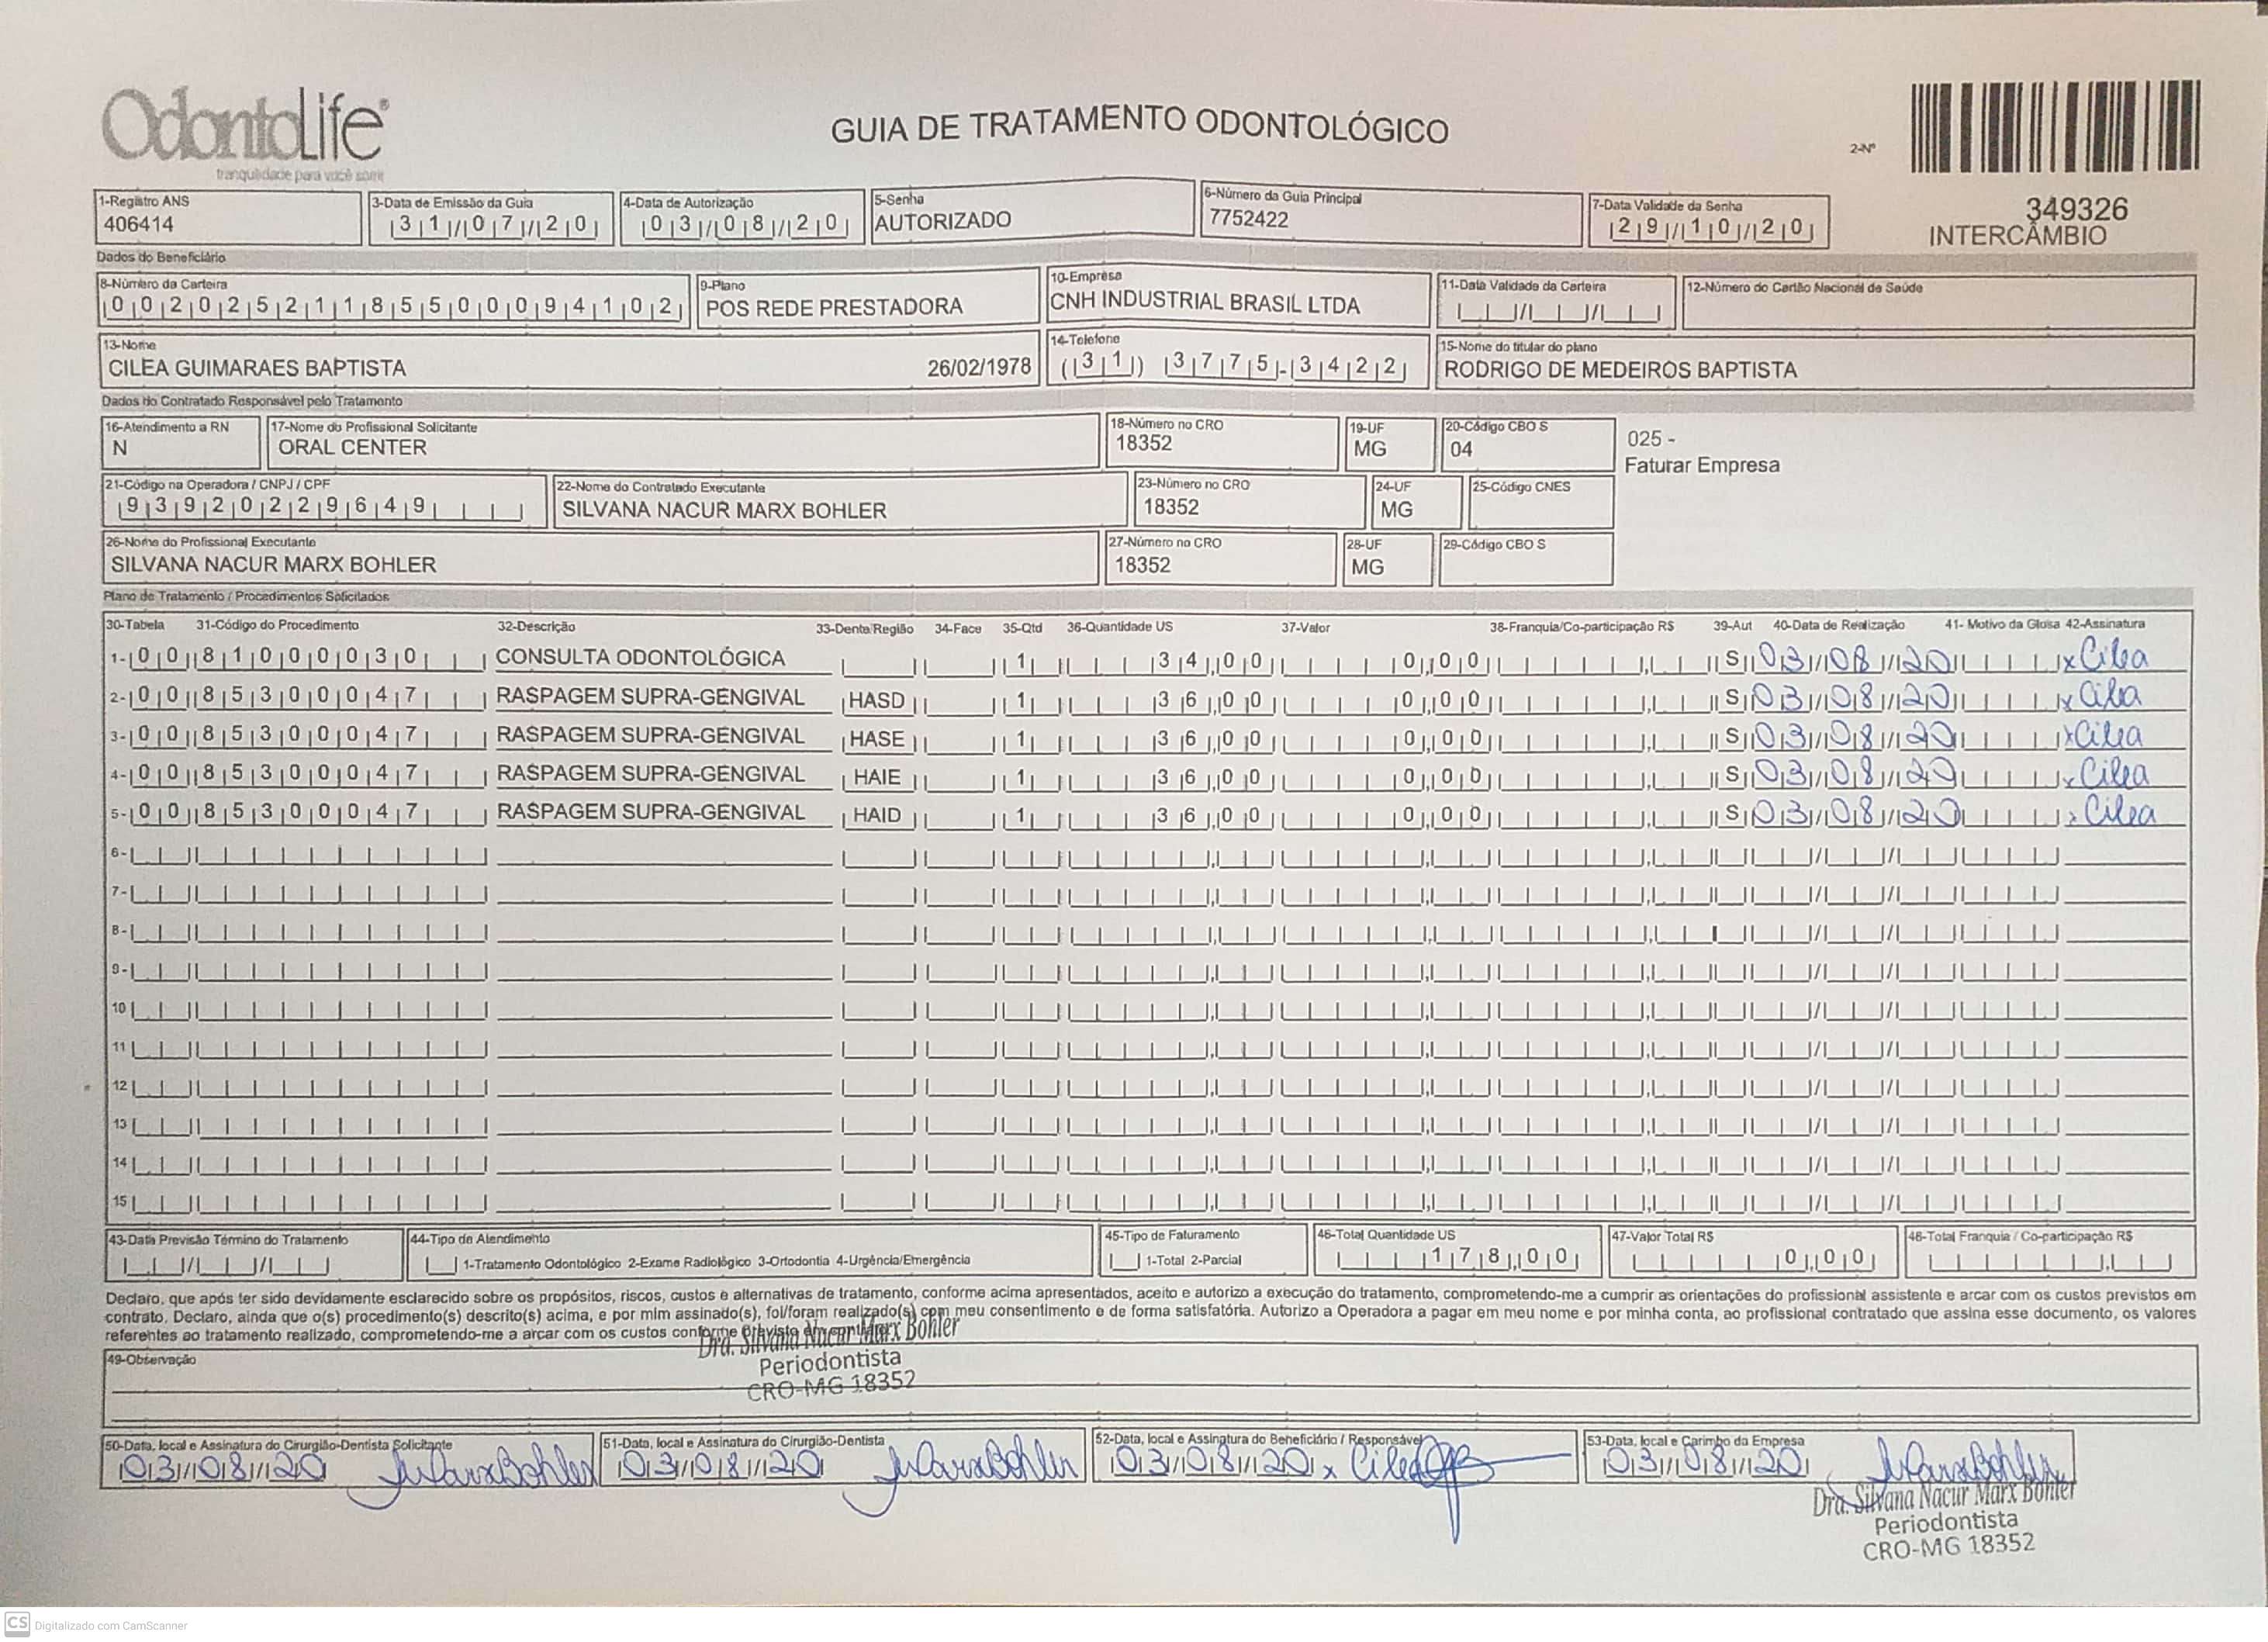 OdontoLife®
tranquilidade para você sorrir
GUIA DE TRATAMENTO ODONTOLÓGICO
2-Nº
349326
INTERCÂMBIO
1-Registro ANS
406414
3-Data de Emissão da Guia
31/07/20
4-Data de Autorização
03/08/20
5-Senha
AUTORIZADO
6-Número da Guia Principal
7752422
7-Data Validade da Senha
29/10/20
Dados do Beneficiário
8-Número da Carteira
00202521185500094102
9-Plano
POS REDE PRESTADORA
10-Empresa
CNH INDUSTRIAL BRASIL LTDA
11-Data Validade da Carteira
12-Número do Cartão Nacional de Saúde
13-Nome
CILEA GUIMARAES BAPTISTA 26/02/1978
14-Telefone
(31) 3775-3422
15-Nome do titular do plano
RODRIGO DE MEDEIROS BAPTISTA
Dados do Contratado Responsável pelo Tratamento
16-Atendimento a RN
N
17-Nome do Profissional Solicitante
ORAL CENTER
18-Número no CRO
18352
19-UF
MG
20-Código CBO S
04
025 -
Faturar Empresa
21-Código na Operadora / CNPJ / CPF
93920229649
22-Nome do Contratado Executante
SILVANA NACUR MARX BOHLER
23-Número no CRO
18352
24-UF
MG
25-Código CNES
26-Nome do Profissional Executante
SILVANA NACUR MARX BOHLER
27-Número no CRO
18352
28-UF
MG
29-Código CBO S
Plano de Tratamento / Procedimentos Solicitados
30-Tabela 31-Código do Procedimento 32-Descrição 33-Dente/Região 34-Face 35-Qtd 36-Quantidade US 37-Valor 38-Franquia/Co-participação R$ 39-Aut 40-Data de Realização 41- Motivo da Glosa 42-Assinatura
1- 00 81000030 CONSULTA ODONTOLÓGICA 1 34,00 0,00 S 03/08/20 x Cilea
2- 00 85300047 RASPAGEM SUPRA-GENGIVAL HASD 1 36,00 0,00 S 03/08/20 x Cilea
3- 00 85300047 RASPAGEM SUPRA-GENGIVAL HASE 1 36,00 0,00 S 03/08/20 x Cilea
4- 00 85300047 RASPAGEM SUPRA-GENGIVAL HAIE 1 36,00 0,00 S 03/08/20 x Cilea
5- 00 85300047 RASPAGEM SUPRA-GENGIVAL HAID 1 36,00 0,00 S 03/08/20 x Cilea
6-
7-
8-
9-
10
11
12
13
14
15
43-Data Previsão Término do Tratamento
44-Tipo de Atendimento
1-Tratamento Odontológico 2-Exame Radiológico 3-Ortodontia 4-Urgência/Emergência
45-Tipo de Faturamento
1-Total 2-Parcial
46-Total Quantidade US
178,00
47-Valor Total R$
0,00
48-Total Franquia / Co-participação R$
Declaro, que após ter sido devidamente esclarecido sobre os propósitos, riscos, custos e alternativas de tratamento, conforme acima apresentados, aceito e autorizo a execução do tratamento, comprometendo-me a cumprir as orientações do profissional assistente e arcar com os custos previstos em
contrato. Declaro, ainda que o(s) procedimento(s) descrito(s) acima, e por mim assinado(s), foi/foram realizado(s) com meu consentimento e de forma satisfatória. Autorizo a Operadora a pagar em meu nome e por minha conta, ao profissional contratado que assina esse documento, os valores
referentes ao tratamento realizado, comprometendo-me a arcar com os custos conforme previsto em contrato.
Dra. Silvana Nacur Marx Bohler
Periodontista
CRO-MG 18352
49-Observação
50-Data, local e Assinatura do Cirurgião-Dentista Solicitante
03/08/20 MarxBohler
51-Data, local e Assinatura do Cirurgião-Dentista
03/08/20 MarxBohler
52-Data, local e Assinatura do Beneficiário / Responsável
03/08/20 x Cilea
53-Data, local e Carimbo da Empresa
03/08/20 MarxBohler
Dra. Silvana Nacur Marx Bohler
Periodontista
CRO-MG 18352
CS Digitalizado com CamScanner